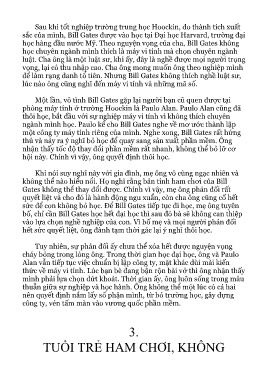 Sau khi tốt nghiệp trường trung học Hoockin, do thành tích xuất
sắc của mình, Bill Gates được vào học tại Đại học Harvard, trường đại
học hàng đầu nước Mỹ. Theo nguyện vọng của cha, Bill Gates không
học chuyên ngành mình thích là máy vi tính mà chọn chuyên ngành
luật. Cha ông là một luật sư, khi ấy, đây là nghề được mọi người trọng
vọng, lại có thu nhập cao. Cha ông mong muốn ông theo nghiệp mình
để làm rạng danh tổ tiên. Nhưng Bill Gates không thích nghề luật sư,
lúc nào ông cũng nghĩ đến máy vi tính và những mã số.
Một lần, vô tình Bill Gates gặp lại người bạn cũ quen được tại
phòng máy tính ở trường Hoockin là Paulo Alan. Paulo Alan cũng đã
thôi học, bắt đầu với sự nghiệp máy vi tính vì không thích chuyên
ngành mình học. Paulo kể cho Bill Gates nghe về mơ ước thành lập
một công ty máy tính riêng của mình. Nghe xong, Bill Gates rất hứng
thú và nảy ra ý nghĩ bỏ học để quay sang sản xuất phần mềm. Ông
nhận thấy tốc độ thay đổi phần mềm rất nhanh, không thể bỏ lỡ cơ
hội này. Chính vì vậy, ông quyết định thôi học.
Khi nói suy nghĩ này với gia đình, mẹ ông vô cùng ngạc nhiên và
không thể nào hiểu nổi. Họ nghĩ rằng bản tính ham chơi của Bill
Gates không thể thay đổi được. Chính vì vậy, mẹ ông phản đối rất
quyết liệt và cho đó là hành động ngu xuẩn, còn cha ông cũng cố hết
sức để con không bỏ học. Để Bill Gates tiếp tục đi học, mẹ ông tuyên
bố, chỉ cần Bill Gates học hết đại học thì sau đó bà sẽ không can thiệp
vào lựa chọn nghề nghiệp của con. Vì bố mẹ và mọi người phản đối
hết sức quyết liệt, ông đành tạm thời gác lại ý nghĩ thôi học.
Tuy nhiên, sự phản đối ấy chưa thể xóa hết được nguyện vọng
cháy bỏng trong lòng ông. Trong thời gian học đại học, ông và Paulo
Alan vẫn tiếp tục việc chuẩn bị lập công ty, mặt khác dùi mài kiến
thức về máy vi tính. Lúc bạn bè đang bận rộn bài vở thì ông nhận thấy
mình phải lựa chọn dứt khoát. Thời gian ấy, ông luôn sống trong mâu
thuẫn giữa sự nghiệp và học hành. Ông không thể một lúc có cả hai
nên quyết định nắm lấy số phận mình, từ bỏ trường học, gây dựng
công ty, vén tấm màn vào vương quốc phần mềm.
3.
TUỔI TRẺ HAM CHƠI, KHÔNG